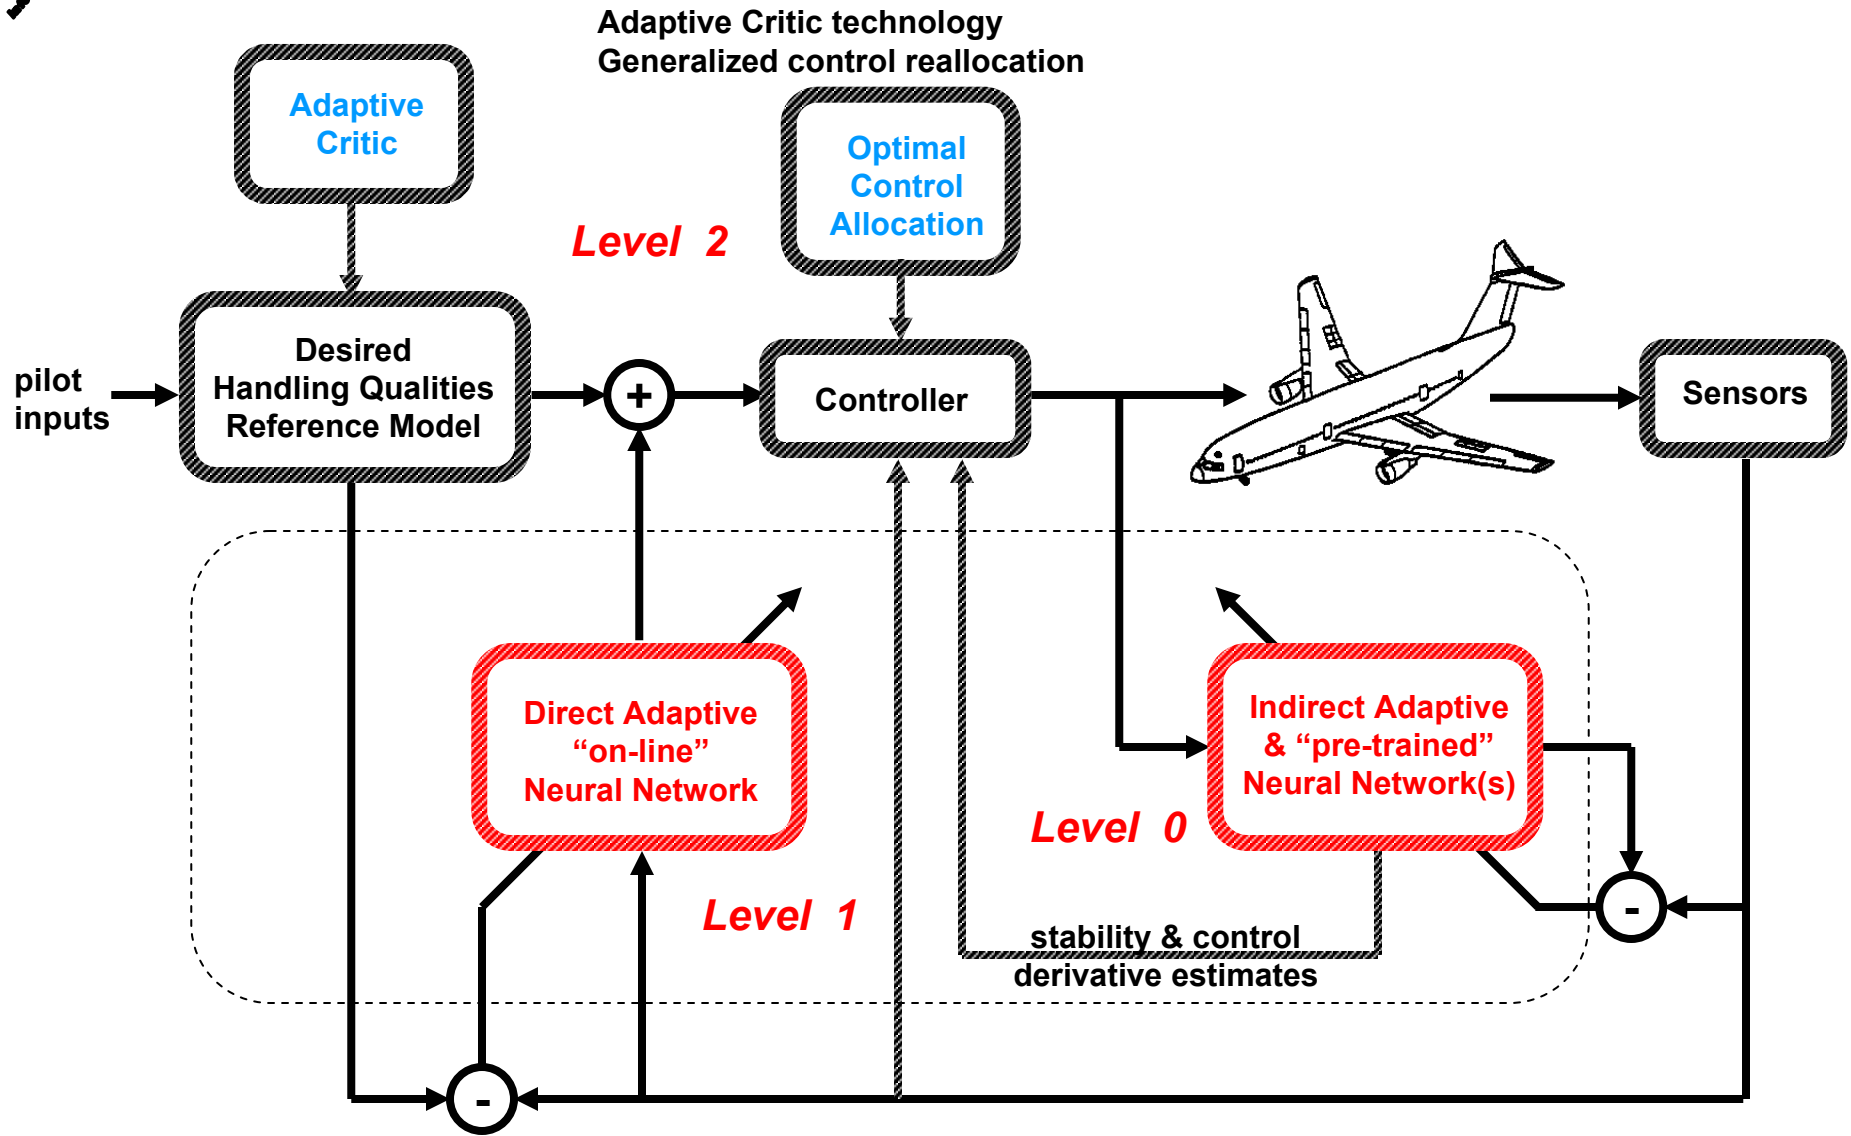 Adaptive Critic technology
Generalized control reallocation
Adaptive
Critic
Optimal
Control
Allocation
Level 2
pilot
inputs
Desired
Handling Qualities
Reference Model
+
Controller
Sensors
Direct Adaptive
“on-line”
Neural Network
Indirect Adaptive
& “pre-trained”
Neural Network(s)
Level 0
Level 1
-
stability & control
derivative estimates
-